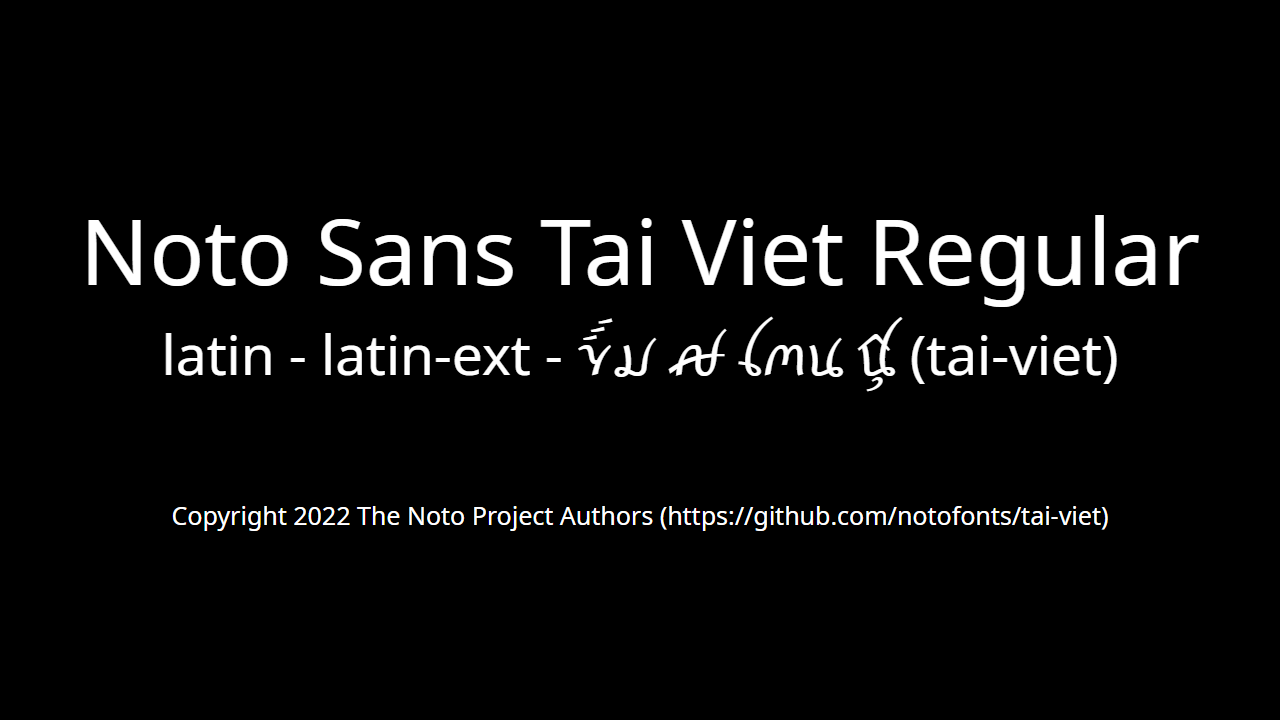 Noto Sans Tai Viet Regular
latin - latin-ext - (tai-viet)
Copyright 2022 The Noto Project Authors (https://github.com/notofonts/tai-viet)